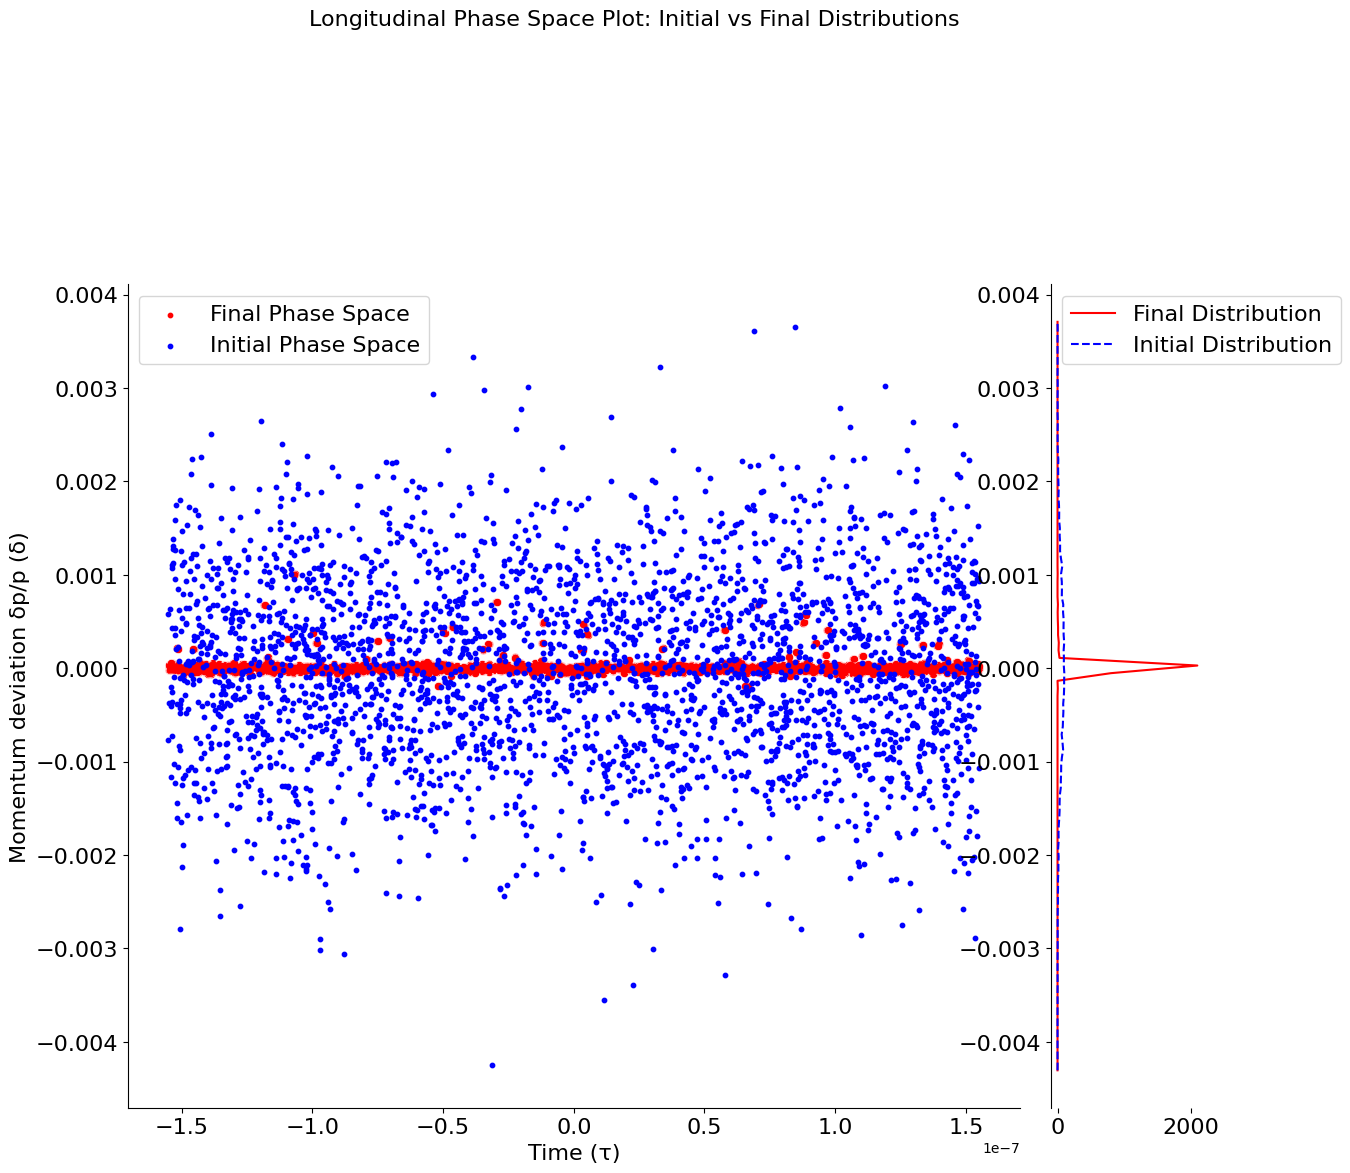 Longitudinal Phase Space Plot: Initial vs Final Distributions
Final Phase Space
Initial Phase Space
Final Distribution
Initial Distribution
Momentum deviation δp/p (δ)
0.004
0.003
0.002
0.001
0.000
−0.001
−0.002
−0.003
−0.004
0.004
0.003
0.002
0.001
0.000
−0.001
−0.002
−0.003
−0.004
−1.5 −1.0 −0.5 0.0 0.5 1.0 1.5
1e−7
Time (τ)
0 2000